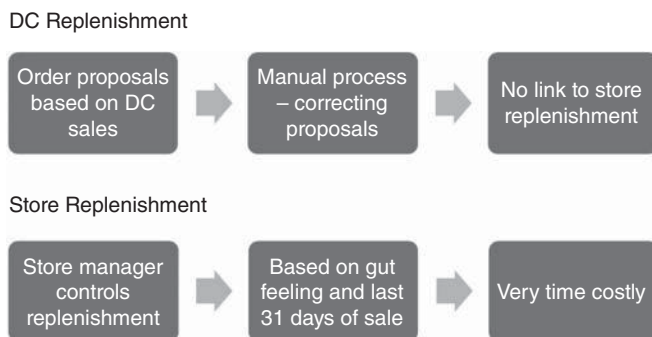 DC Replenishment
Order proposals
based on DC
sales
Manual process
– correcting
proposals
No link to store
replenishment
Store Replenishment
Store manager
controls
replenishment
Based on gut
feeling and last
31 days of sale
Very time costly